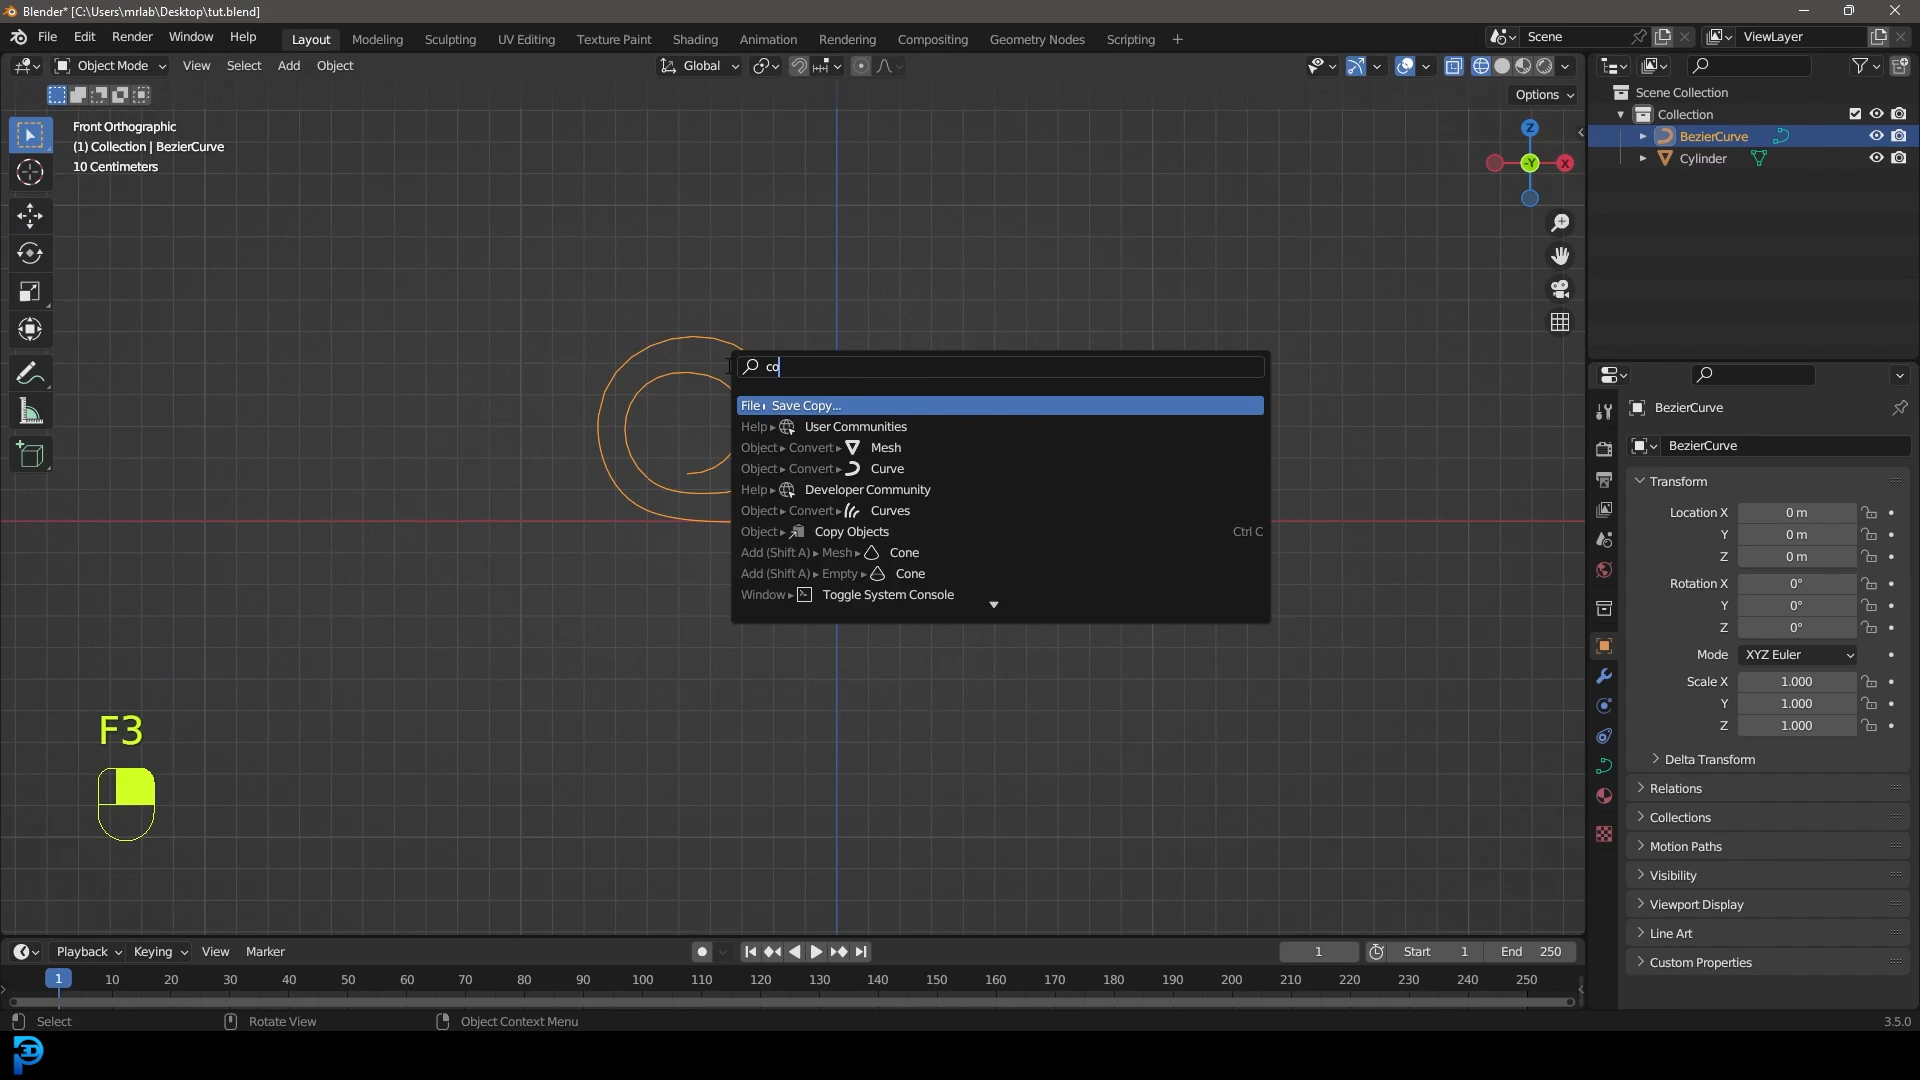 Blender* [C:\Users\mrlab\Desktop\tut.blend]
File Edit Render Window Help Layout Modeling Sculpting UV Editing Texture Paint Shading Animation Rendering Compositing Geometry Nodes Scripting + Scene ViewLayer
Object Mode View Select Add Object Global
Options
Front Orthographic
(1) Collection | BezierCurve
10 Centimeters
Z
-Y
X
Scene Collection
Collection
BezierCurve
Cylinder
co
File Save Copy...
Help User Communities
Object Convert Mesh
Object Convert Curve
Help Developer Community
Object Convert Curves
Object Copy Objects Ctrl C
Add (Shift A) Mesh Cone
Add (Shift A) Empty Cone
Window Toggle System Console
BezierCurve
BezierCurve
Transform
Location X 0 m
Y 0 m
Z 0 m
Rotation X 0°
Y 0°
Z 0°
Mode XYZ Euler
Scale X 1.000
Y 1.000
Z 1.000
Delta Transform
Relations
Collections
Motion Paths
Visibility
Viewport Display
Line Art
Custom Properties
F3
Playback Keying View Marker 1 Start 1 End 250
1 10 20 30 40 50 60 70 80 90 100 110 120 130 140 150 160 170 180 190 200 210 220 230 240 250
Select Rotate View Object Context Menu 3.5.0